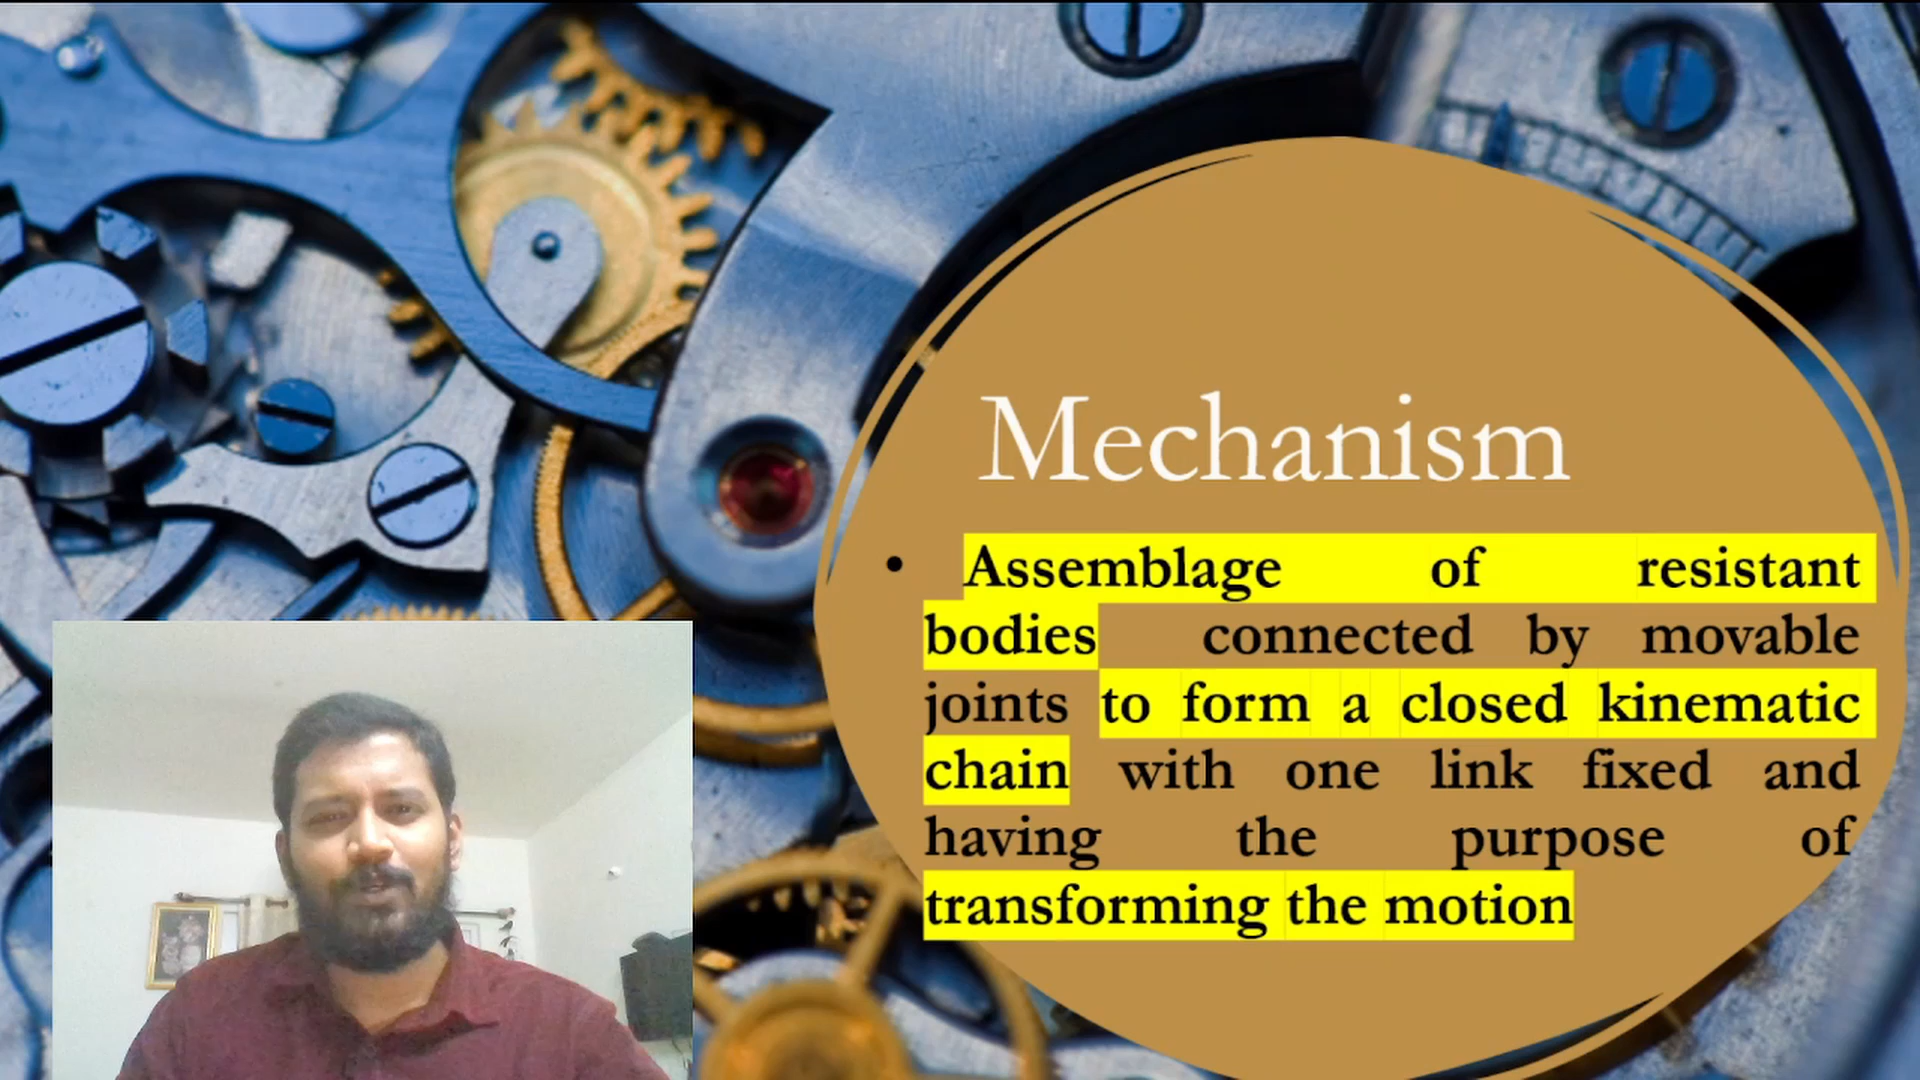 Mechanism
• Assemblage of resistant
bodies connected by movable
joints to form a closed kinematic
chain with one link fixed and
having the purpose of
transforming the motion